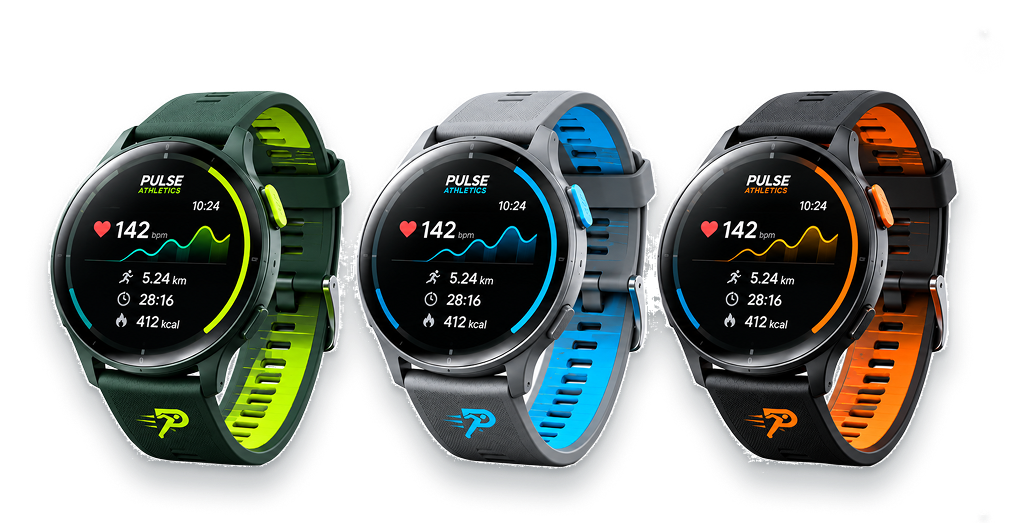 PULSE
ATHLETICS
10:24
142 bpm
5.24 km
28:16
412 kcal
PULSE
ATHLETICS
10:24
142 bpm
5.24 km
28:16
412 kcal
PULSE
ATHLETICS
10:24
142 bpm
5.24 km
28:16
412 kcal